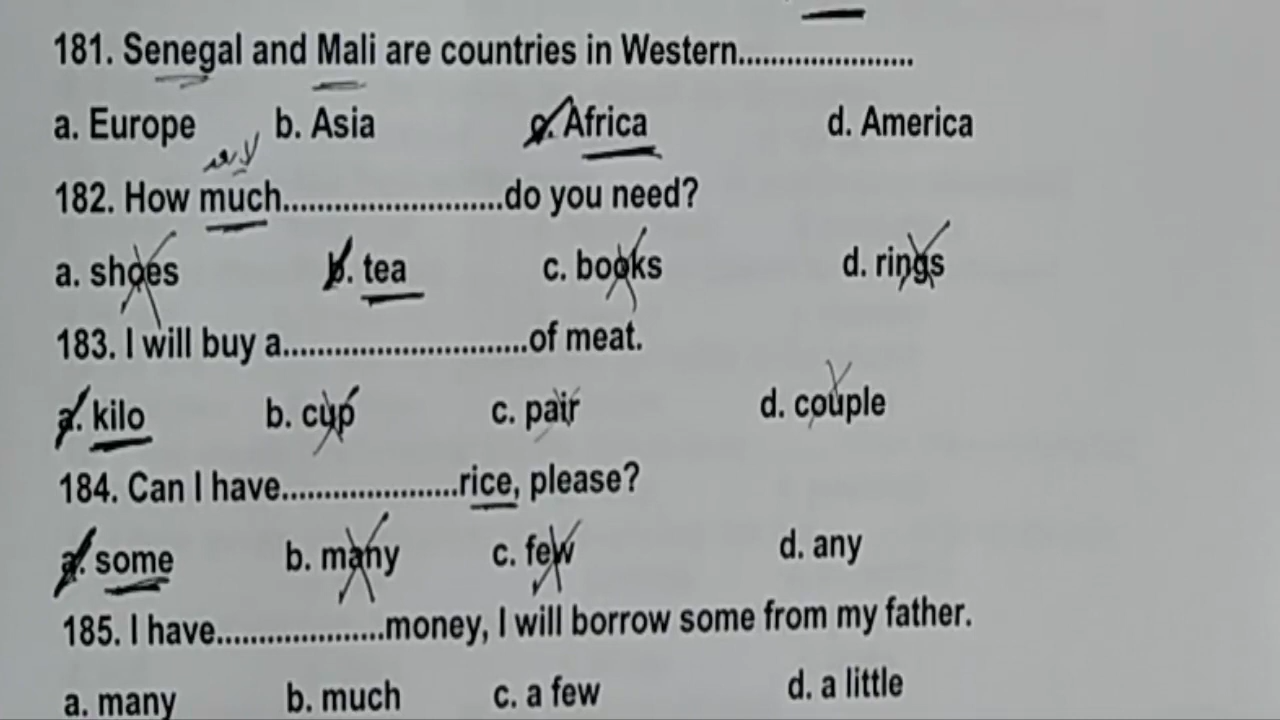 181. Senegal and Mali are countries in Western.....................
a. Europe b. Asia c. Africa d. America
182. How much..........................do you need?
a. shoes b. tea c. books d. rings
183. I will buy a.............................of meat.
a. kilo b. cup c. pair d. couple
184. Can I have.....................rice, please?
a. some b. many c. few d. any
185. I have....................money, I will borrow some from my father.
a. many b. much c. a few d. a little